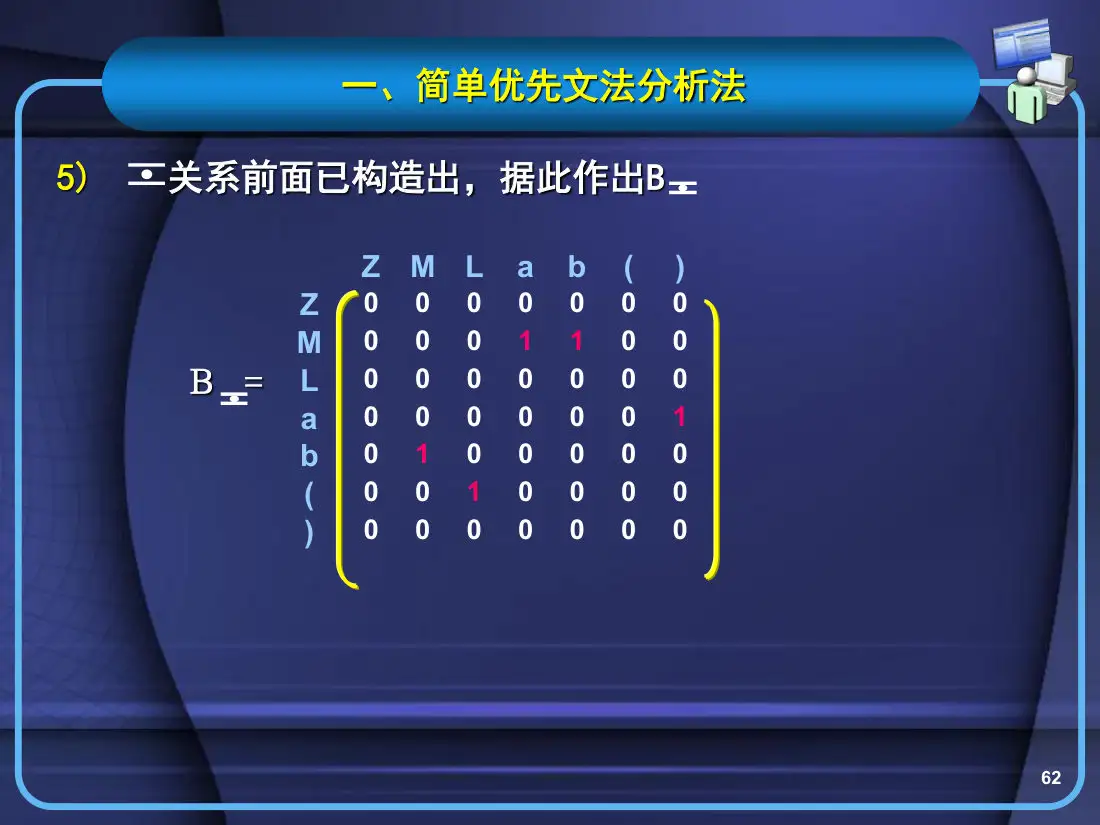 一、简单优先文法分析法
5) ≐关系前面已构造出，据此作出B≐
Z M L a b ( )
Z 0 0 0 0 0 0 0
M 0 0 0 1 1 0 0
B≐= L 0 0 0 0 0 0 0
a 0 0 0 0 0 0 1
b 0 1 0 0 0 0 0
( 0 0 1 0 0 0 0
) 0 0 0 0 0 0 0
62